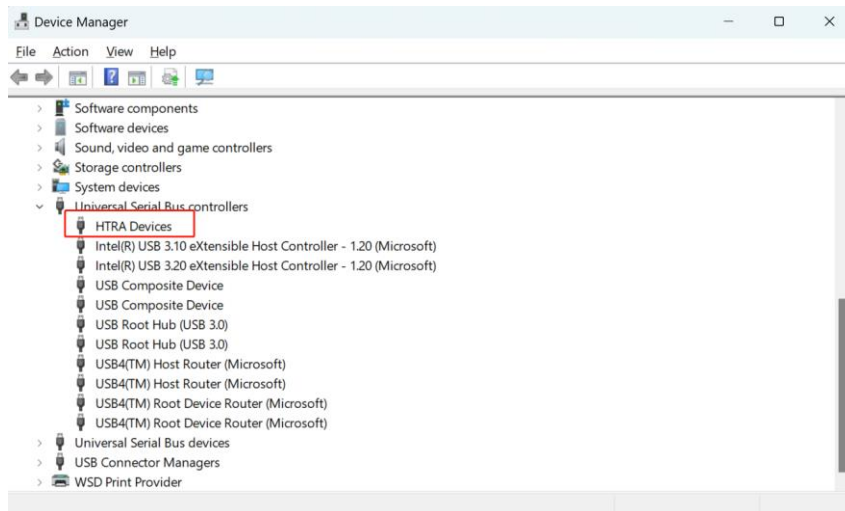 Device Manager
File Action View Help
Software components
Software devices
Sound, video and game controllers
Storage controllers
System devices
Universal Serial Bus controllers
HTRA Devices
Intel(R) USB 3.10 eXtensible Host Controller - 1.20 (Microsoft)
Intel(R) USB 3.20 eXtensible Host Controller - 1.20 (Microsoft)
USB Composite Device
USB Composite Device
USB Root Hub (USB 3.0)
USB Root Hub (USB 3.0)
USB4(TM) Host Router (Microsoft)
USB4(TM) Host Router (Microsoft)
USB4(TM) Root Device Router (Microsoft)
USB4(TM) Root Device Router (Microsoft)
Universal Serial Bus devices
USB Connector Managers
WSD Print Provider